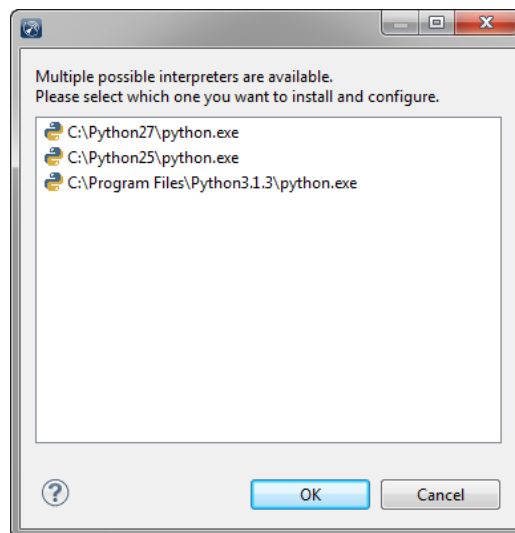 Multiple possible interpreters are available.
Please select which one you want to install and configure.
C:\Python27\python.exe
C:\Python25\python.exe
C:\Program Files\Python3.1.3\python.exe
?
OK
Cancel